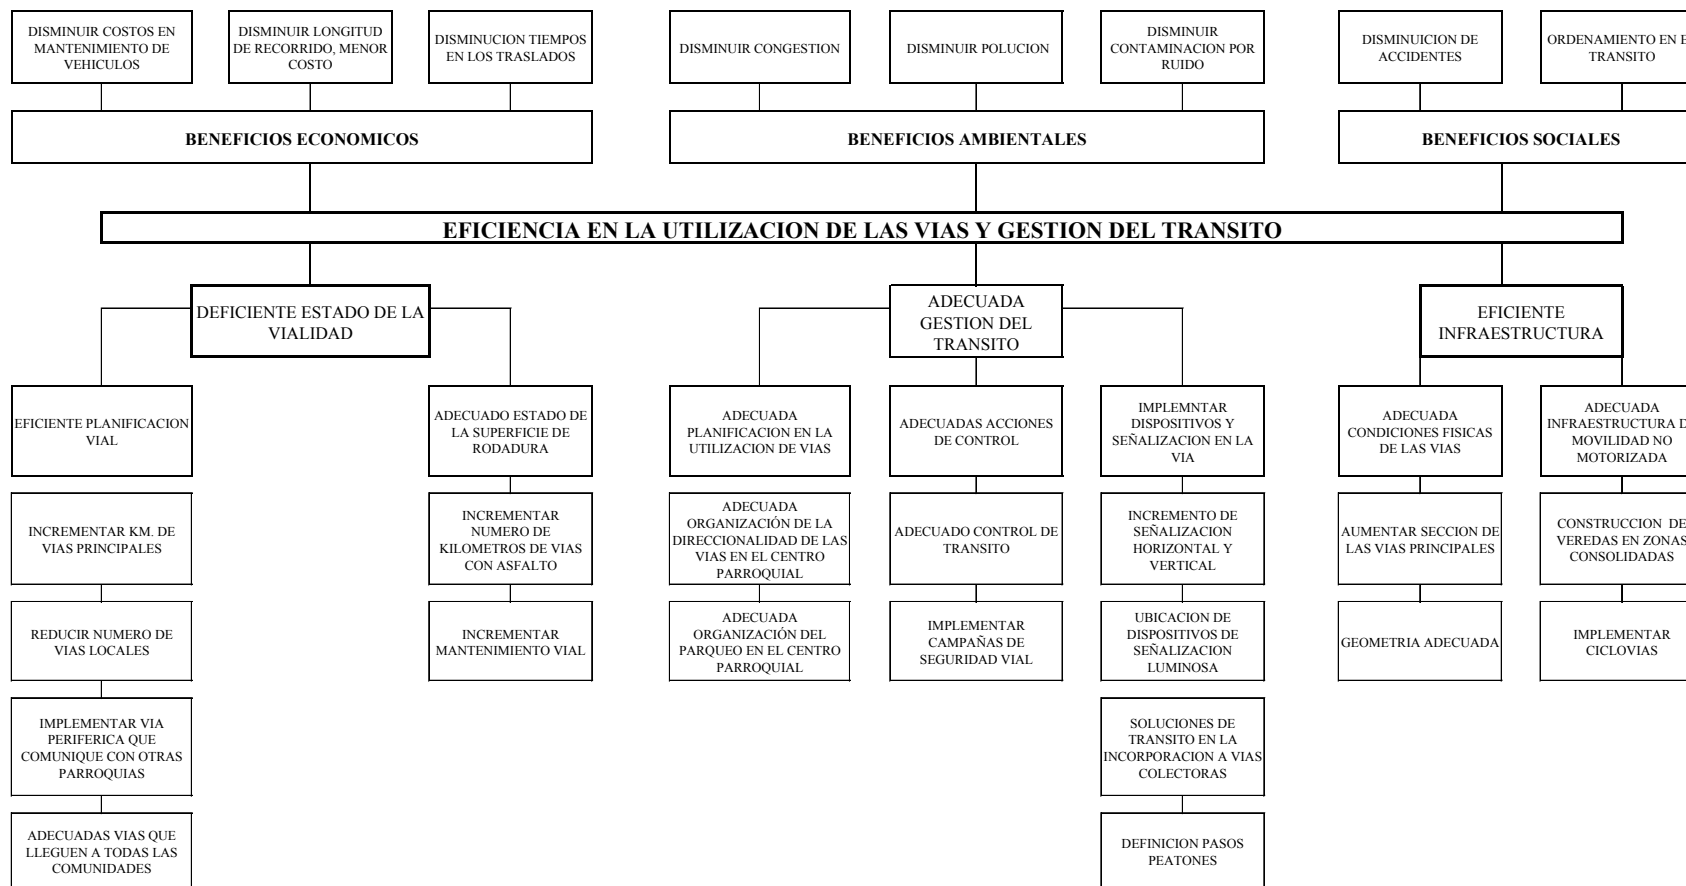 DISMINUIR COSTOS EN
MANTENIMIENTO DE
VEHICULOS
DISMINUIR LONGITUD
DE RECORRIDO, MENOR
COSTO
DISMINUCION TIEMPOS
EN LOS TRASLADOS
DISMINUIR CONGESTION
DISMINUIR POLUCION
DISMINUIR
CONTAMINACION POR
RUIDO
DISMINUICION DE
ACCIDENTES
ORDENAMIENTO EN E
TRANSITO
BENEFICIOS ECONOMICOS
BENEFICIOS AMBIENTALES
BENEFICIOS SOCIALES
EFICIENCIA EN LA UTILIZACION DE LAS VIAS Y GESTION DEL TRANSITO
DEFICIENTE ESTADO DE LA
VIALIDAD
ADECUADA
GESTION DEL
TRANSITO
EFICIENTE
INFRAESTRUCTURA
EFICIENTE PLANIFICACION
VIAL
ADECUADO ESTADO DE
LA SUPERFICIE DE
RODADURA
ADECUADA
PLANIFICACION EN LA
UTILIZACION DE VIAS
ADECUADAS ACCIONES
DE CONTROL
IMPLEMNTAR
DISPOSITIVOS Y
SEÑALIZACION EN LA
VIA
ADECUADA
CONDICIONES FISICAS
DE LAS VIAS
ADECUADA
INFRAESTRUCTURA D
MOVILIDAD NO
MOTORIZADA
INCREMENTAR KM. DE
VIAS PRINCIPALES
INCREMENTAR
NUMERO DE
KILOMETROS DE VIAS
CON ASFALTO
ADECUADA
ORGANIZACIÓN DE LA
DIRECCIONALIDAD DE LAS
VIAS EN EL CENTRO
PARROQUIAL
ADECUADO CONTROL DE
TRANSITO
INCREMENTO DE
SEÑALIZACION
HORIZONTAL Y
VERTICAL
AUMENTAR SECCION DE
LAS VIAS PRINCIPALES
CONSTRUCCION DE
VEREDAS EN ZONAS
CONSOLIDADAS
REDUCIR NUMERO DE
VIAS LOCALES
INCREMENTAR
MANTENIMIENTO VIAL
ADECUADA
ORGANIZACIÓN DEL
PARQUEO EN EL CENTRO
PARROQUIAL
IMPLEMENTAR
CAMPAÑAS DE
SEGURIDAD VIAL
UBICACION DE
DISPOSITIVOS DE
SEÑALIZACION
LUMINOSA
GEOMETRIA ADECUADA
IMPLEMENTAR
CICLOVIAS
IMPLEMENTAR VIA
PERIFERICA QUE
COMUNIQUE CON OTRAS
PARROQUIAS
SOLUCIONES DE
TRANSITO EN LA
INCORPORACION A VIAS
COLECTORAS
ADECUADAS VIAS QUE
LLEGUEN A TODAS LAS
COMUNIDADES
DEFINICION PASOS
PEATONES